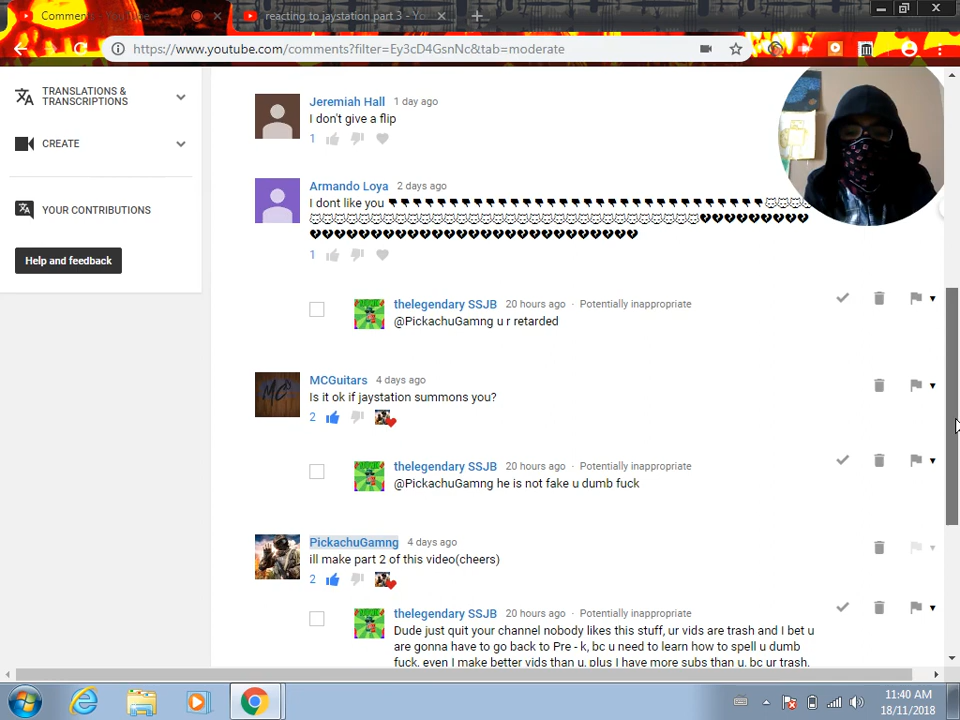 Comments - YouTube
reacting to jaystation part 3 - Yo
https://www.youtube.com/comments?filter=Ey3cD4GsnNc&tab=moderate
TRANSLATIONS &
TRANSCRIPTIONS
CREATE
YOUR CONTRIBUTIONS
Help and feedback
Jeremiah Hall 1 day ago
I don't give a flip
1
Armando Loya 2 days ago
I dont like you
1
thelegendary SSJB 20 hours ago · Potentially inappropriate
@PickachuGamng u r retarded
MCGuitars 4 days ago
Is it ok if jaystation summons you?
2
thelegendary SSJB 20 hours ago · Potentially inappropriate
@PickachuGamng he is not fake u dumb fuck
PickachuGamng 4 days ago
ill make part 2 of this video(cheers)
2
thelegendary SSJB 20 hours ago · Potentially inappropriate
Dude just quit your channel nobody likes this stuff, ur vids are trash and I bet u
are gonna have to go back to Pre - k, bc u need to learn how to spell u dumb
fuck, even I make better vids than u, plus I have more subs than u, bc ur trash,
11:40 AM
18/11/2018